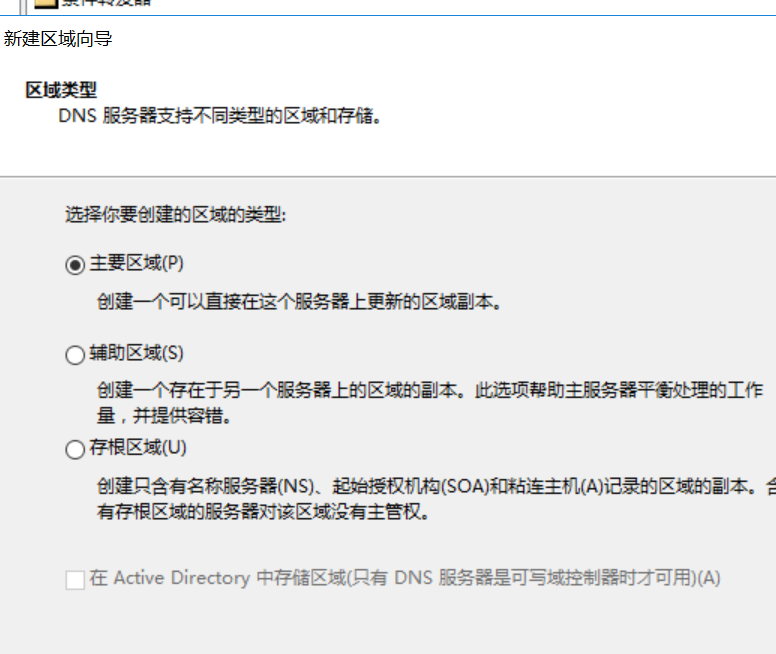 条件转发器
新建区域向导
区域类型
DNS 服务器支持不同类型的区域和存储。
选择你要创建的区域的类型:
主要区域(P)
创建一个可以直接在这个服务器上更新的区域副本。
辅助区域(S)
创建一个存在于另一个服务器上的区域的副本。此选项帮助主服务器平衡处理的工作
量，并提供容错。
存根区域(U)
创建只含有名称服务器(NS)、起始授权机构(SOA)和粘连主机(A)记录的区域的副本。含
有存根区域的服务器对该区域没有主管权。
在 Active Directory 中存储区域(只有 DNS 服务器是可写域控制器时才可用)(A)